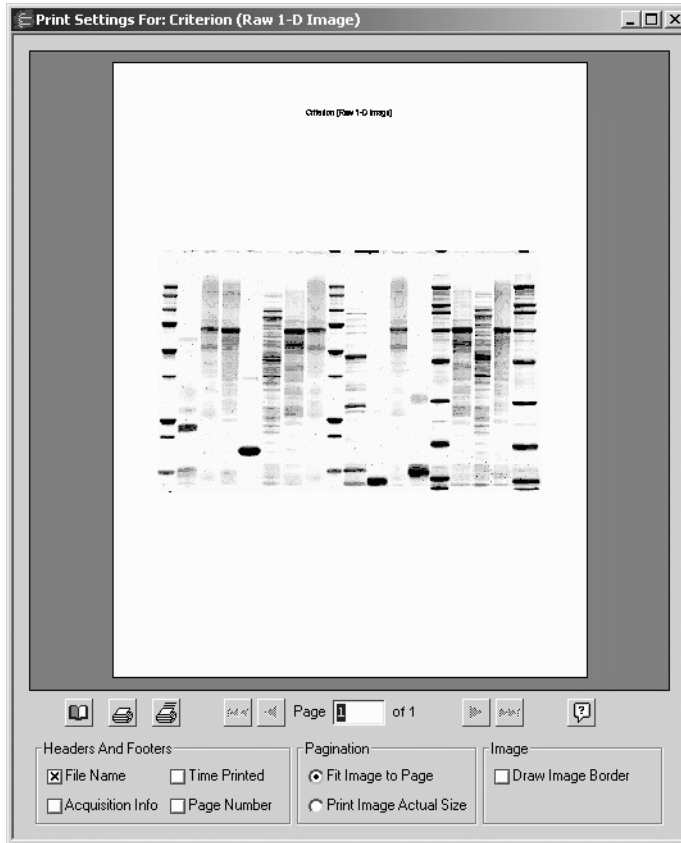 Print Settings For: Criterion (Raw 1-D Image)
Criterion [Raw 1-D Image]
Page 1 of 1
Headers And Footers
File Name Time Printed
Acquisition Info Page Number
Pagination
Fit Image to Page
Print Image Actual Size
Image
Draw Image Border